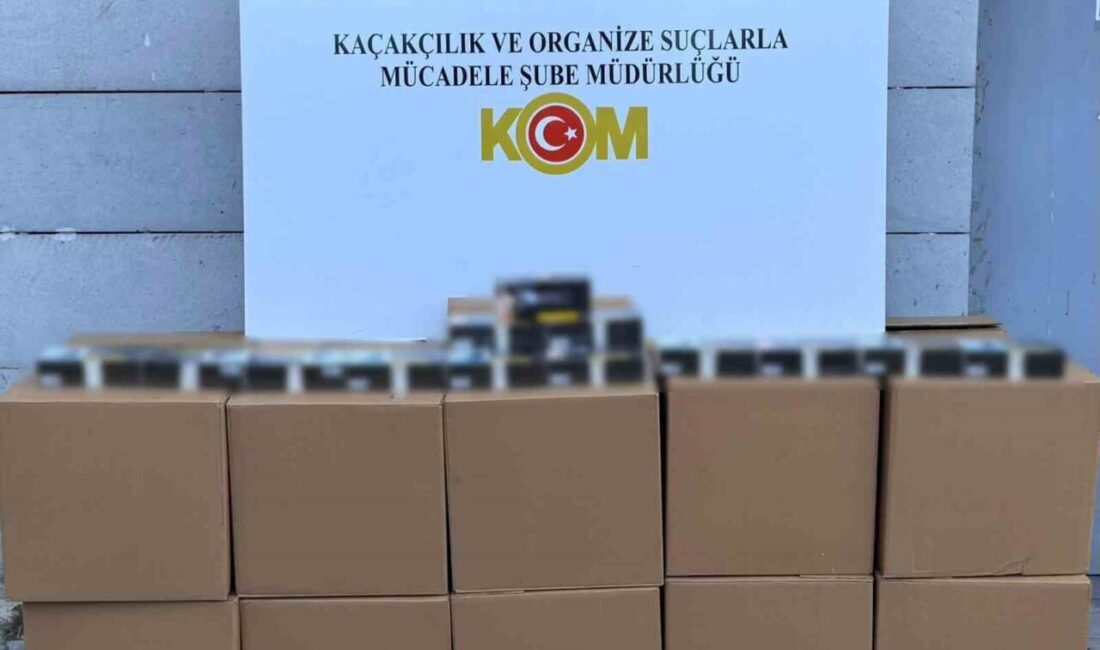 KAÇAKÇILIK VE ORGANİZE SUÇLARLA
MÜCADELE ŞUBE MÜDÜRLÜĞÜ
KOM